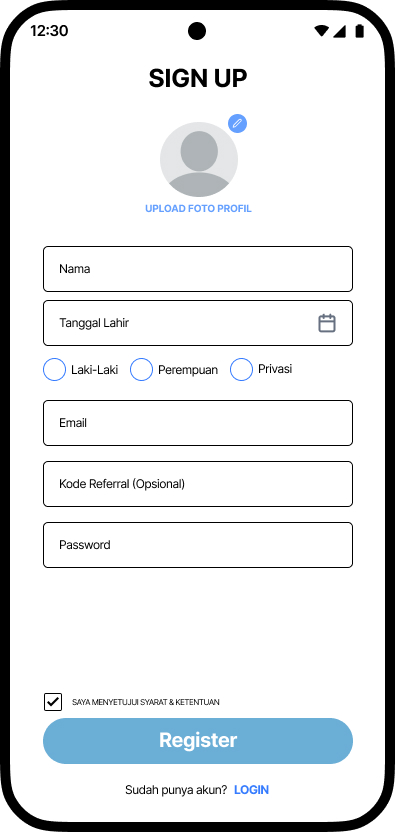 12:30
SIGN UP
UPLOAD FOTO PROFIL
Nama
Tanggal Lahir
Laki-Laki Perempuan Privasi
Email
Kode Referral (Opsional)
Password
SAYA MENYETUJUI SYARAT & KETENTUAN
Register
Sudah punya akun? LOGIN